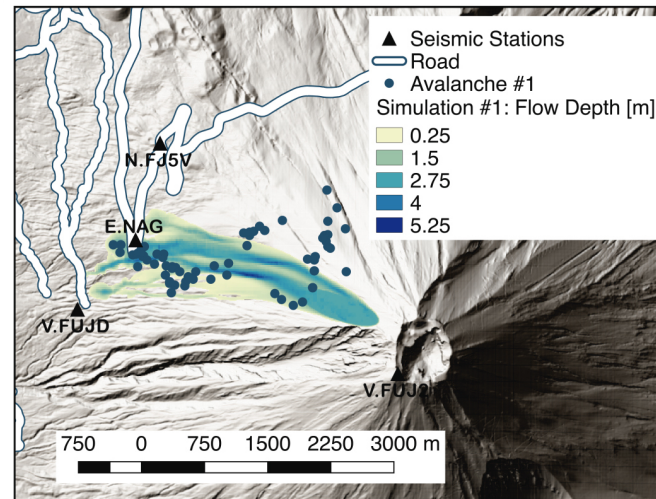 Seismic Stations
Road
Avalanche #1
Simulation #1: Flow Depth [m]
0.25
1.5
2.75
4
5.25
N.FJ5V
E.NAG
V.FUJD
V.FUJ2
750 0 750 1500 2250 3000 m